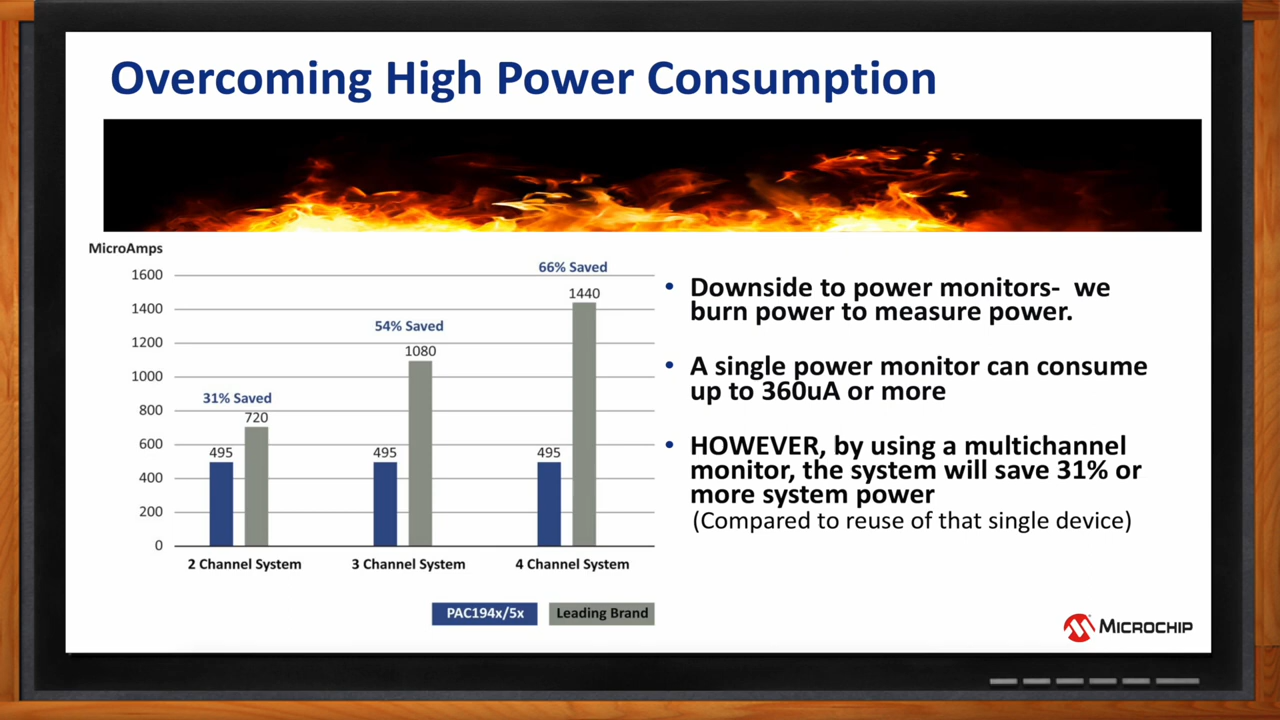 Overcoming High Power Consumption
MicroAmps
1600
1400
1200
1000
800
600
400
200
0
31% Saved
495
720
54% Saved
495
1080
66% Saved
495
1440
2 Channel System
3 Channel System
4 Channel System
PAC194x/5x
Leading Brand
• Downside to power monitors- we
burn power to measure power.
• A single power monitor can consume
up to 360uA or more
• HOWEVER, by using a multichannel
monitor, the system will save 31% or
more system power
(Compared to reuse of that single device)
MICROCHIP